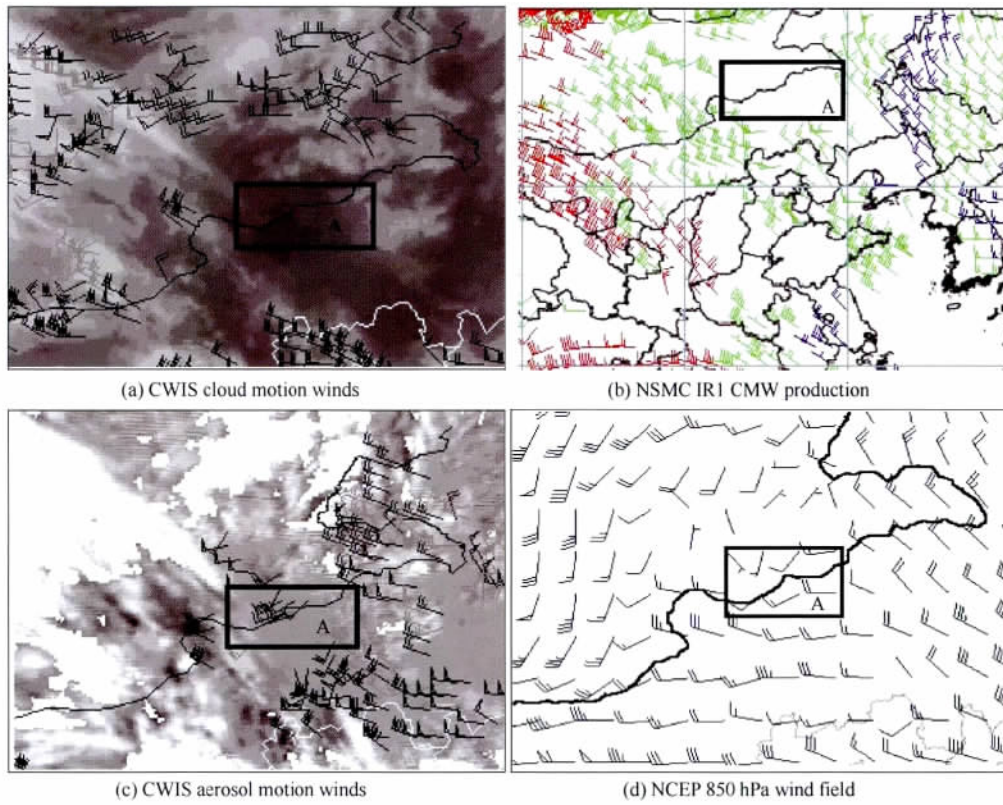 A
(a) CWIS cloud motion winds
A
(b) NSMC IR1 CMW production
A
(c) CWIS aerosol motion winds
A
(d) NCEP 850 hPa wind field